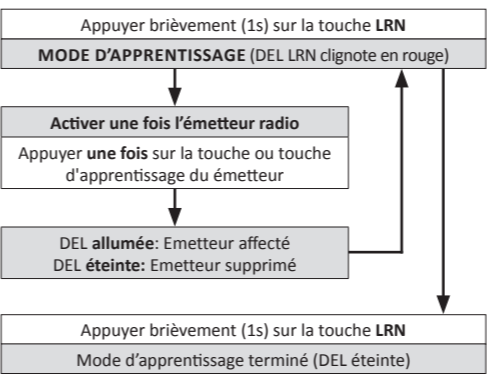 Appuyer brièvement (1s) sur la touche LRN
MODE D'APPRENTISSAGE (DEL LRN clignote en rouge)
Activer une fois l'émetteur radio
Appuyer une fois sur la touche ou touche
d'apprentissage du émetteur
DEL allumée: Emetteur affecté
DEL éteinte: Emetteur supprimé
Appuyer brièvement (1s) sur la touche LRN
Mode d'apprentissage terminé (DEL éteinte)